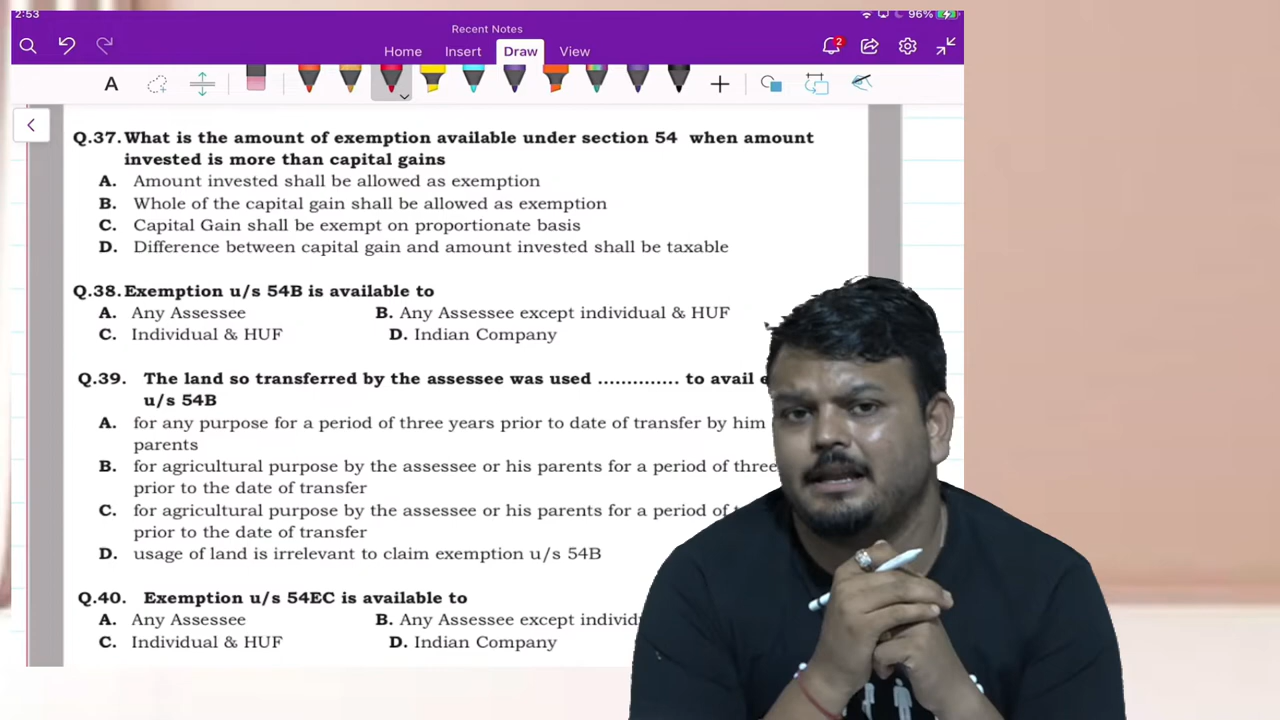 2:53
96%
Recent Notes
2
Home Insert Draw View
A
Q.37. What is the amount of exemption available under section 54 when amount
invested is more than capital gains
A. Amount invested shall be allowed as exemption
B. Whole of the capital gain shall be allowed as exemption
C. Capital Gain shall be exempt on proportionate basis
D. Difference between capital gain and amount invested shall be taxable
Q.38. Exemption u/s 54B is available to
A. Any Assessee B. Any Assessee except individual & HUF
C. Individual & HUF D. Indian Company
Q.39. The land so transferred by the assessee was used .............. to avail
u/s 54B
A. for any purpose for a period of three years prior to date of transfer by him
parents
B. for agricultural purpose by the assessee or his parents for a period of three
prior to the date of transfer
C. for agricultural purpose by the assessee or his parents for a period of
prior to the date of transfer
D. usage of land is irrelevant to claim exemption u/s 54B
Q.40. Exemption u/s 54EC is available to
A. Any Assessee B. Any Assessee except
C. Individual & HUF D. Indian Company